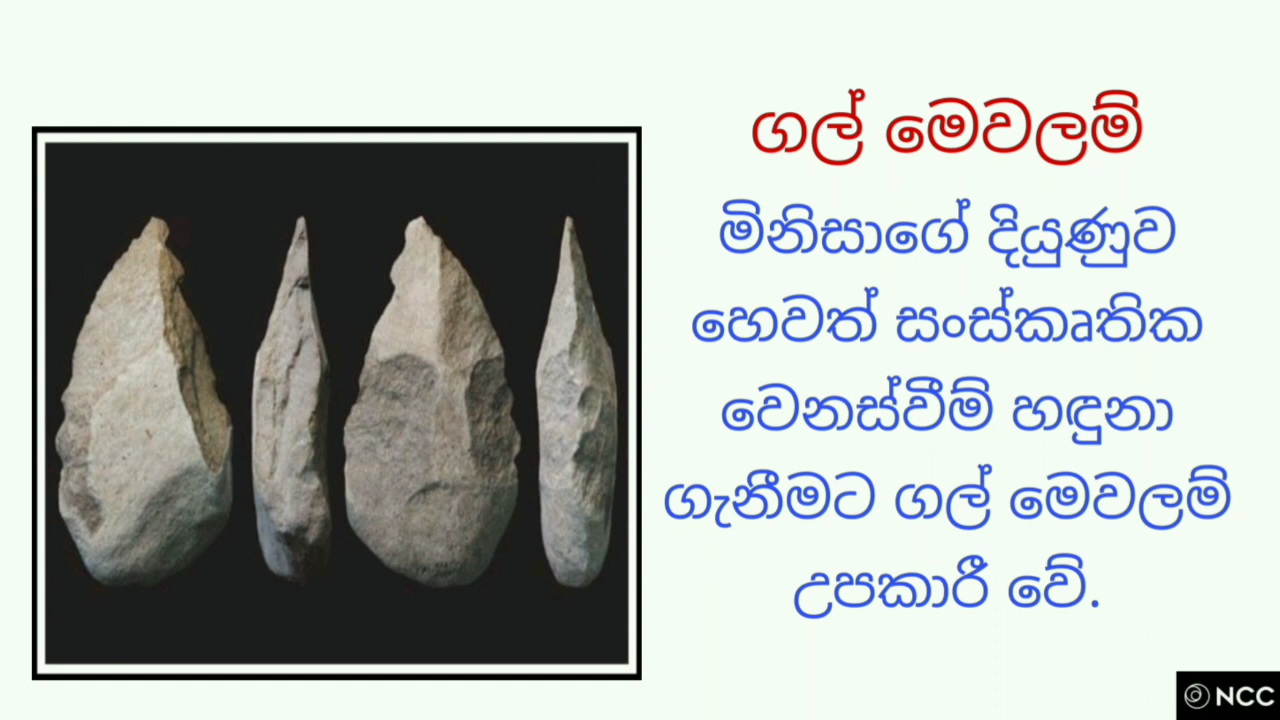 ගල් මෙවලම්
මිනිසාගේ දියුණුව
හෙවත් සංස්කෘතික
වෙනස්වීම් හඳුනා
ගැනීමට ගල් මෙවලම්
උපකාරී වේ.
NCC